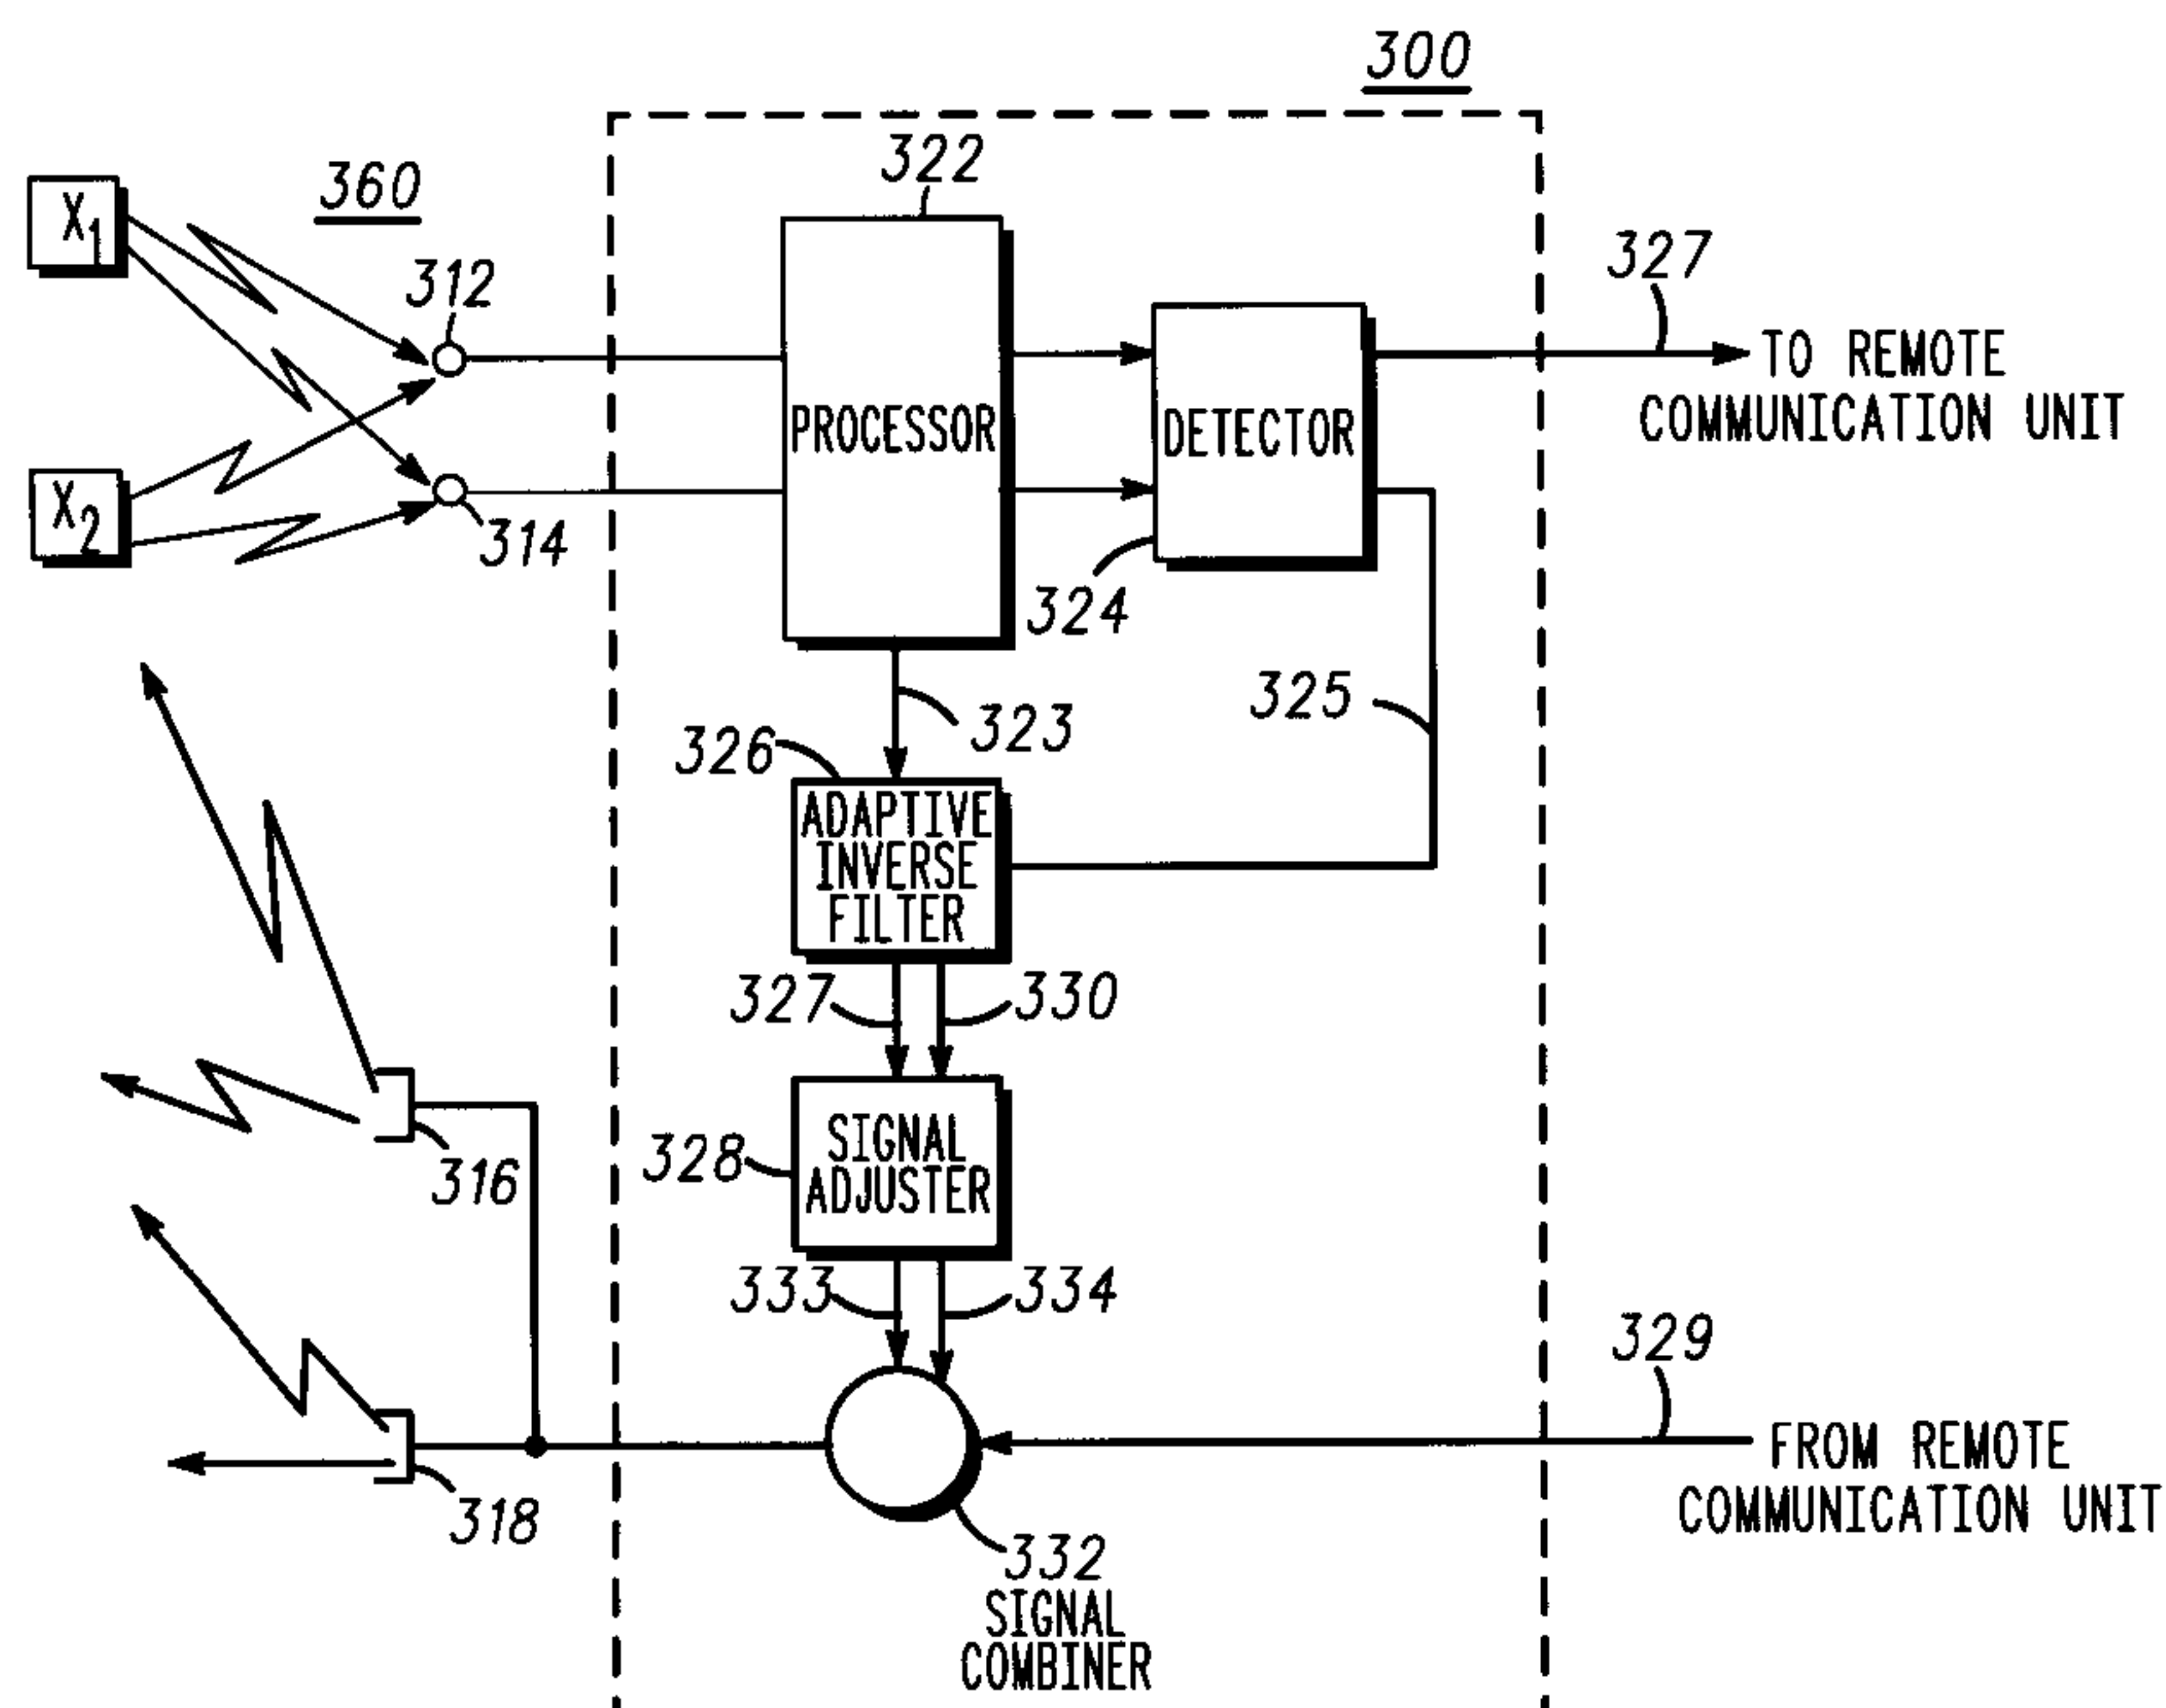 300
322
360
X1
312
327
TO REMOTE
COMMUNICATION UNIT
PROCESSOR
DETECTOR
X2
314
324
325
323
326
ADAPTIVE
INVERSE
FILTER
327
330
SIGNAL
ADJUSTER
328
316
333
334
329
FROM REMOTE
COMMUNICATION UNIT
318
332
SIGNAL
COMBINER